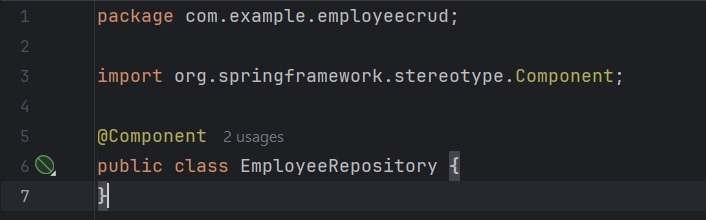 1 package com.example.employeecrud;
2
3 import org.springframework.stereotype.Component;
4
5 @Component 2 usages
6 public class EmployeeRepository {
7 }